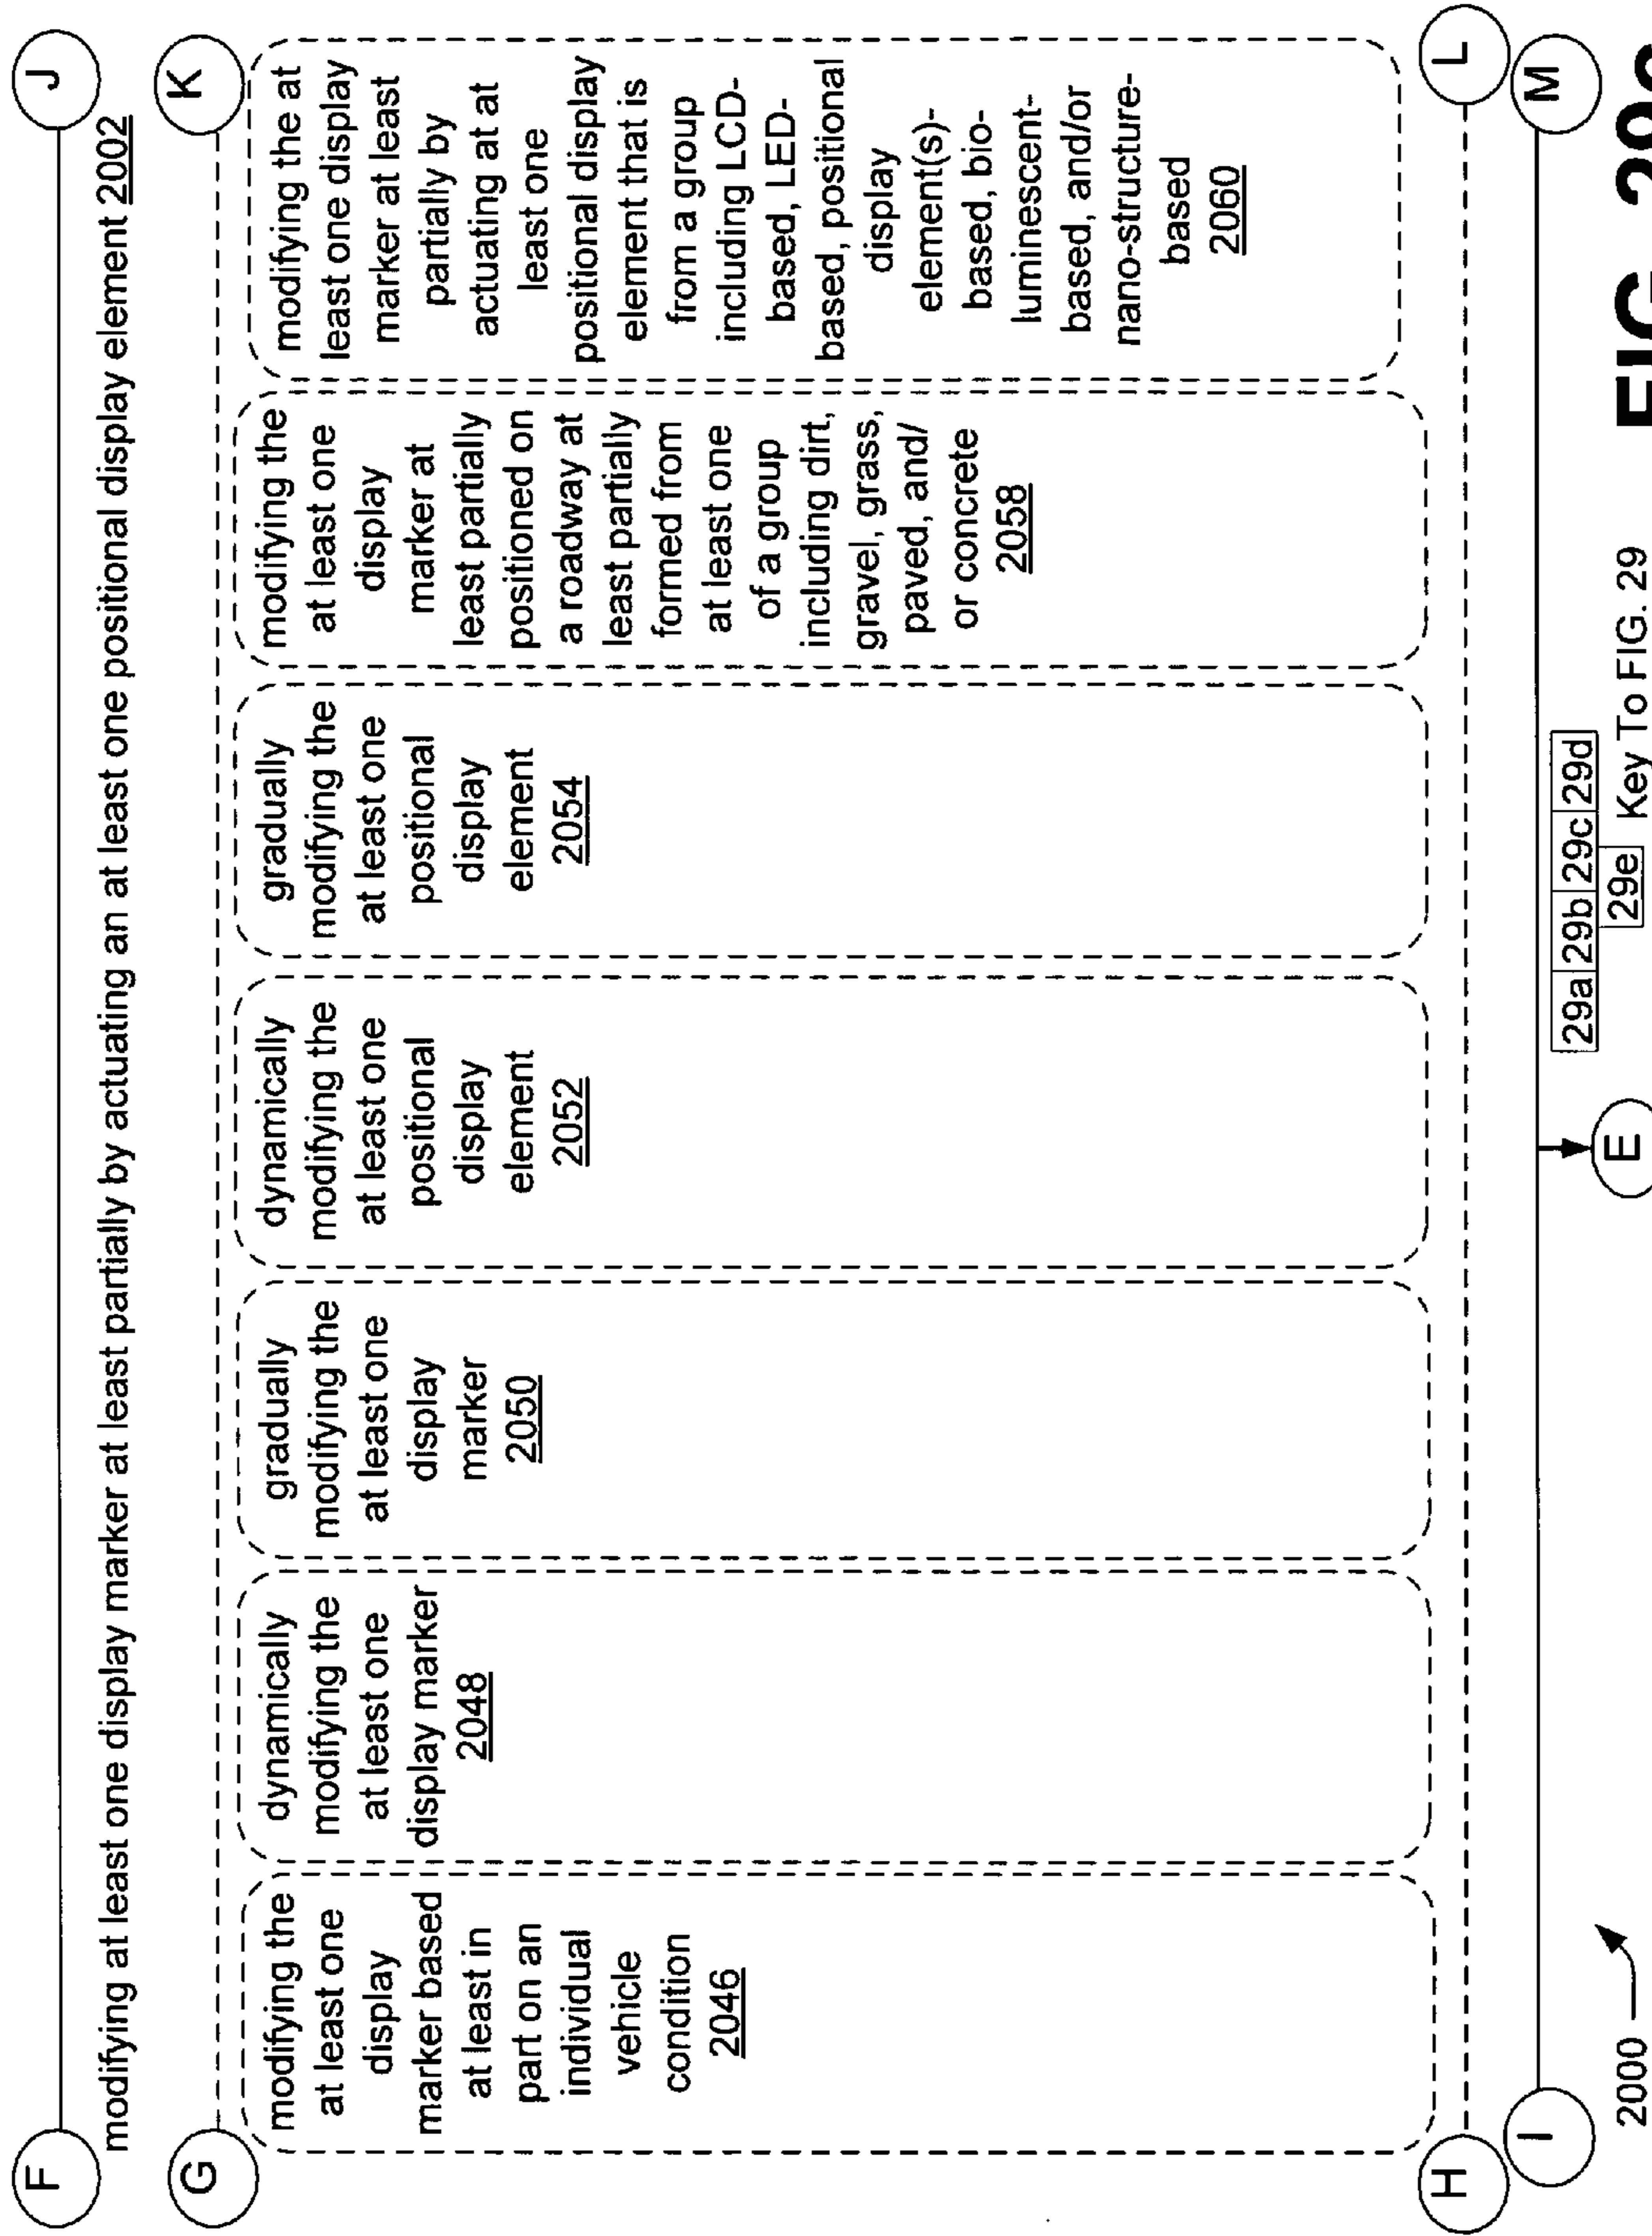 F
J
modifying at least one display marker at least partially by actuating an at least one positional display element 2002
G
K
modifying the
at least one
display
marker based
at least in
part on an
individual
vehicle
condition
2046
dynamically
modifying the
at least one
display marker
2048
gradually
modifying the
at least one
display
marker
2050
dynamically
modifying the
at least one
positional
display
element
2052
gradually
modifying the
at least one
positional
display
element
2054
modifying the
at least one
display
marker at
least partially
positioned on
a roadway at
least partially
formed from
at least one
of a group
including dirt,
gravel, grass,
paved, and/
or concrete
2058
modifying the at
least one display
marker at least
partially by
actuating at at
least one
positional display
element that is
from a group
including LCD-
based, LED-
based, positional
display
element(s)-
based, bio-
luminescent-
based, and/or
nano-structure-
based
2060
H
L
I
M
29a 29b 29c 29d
29e
Key To FIG. 29
2000
E
FIG. 29